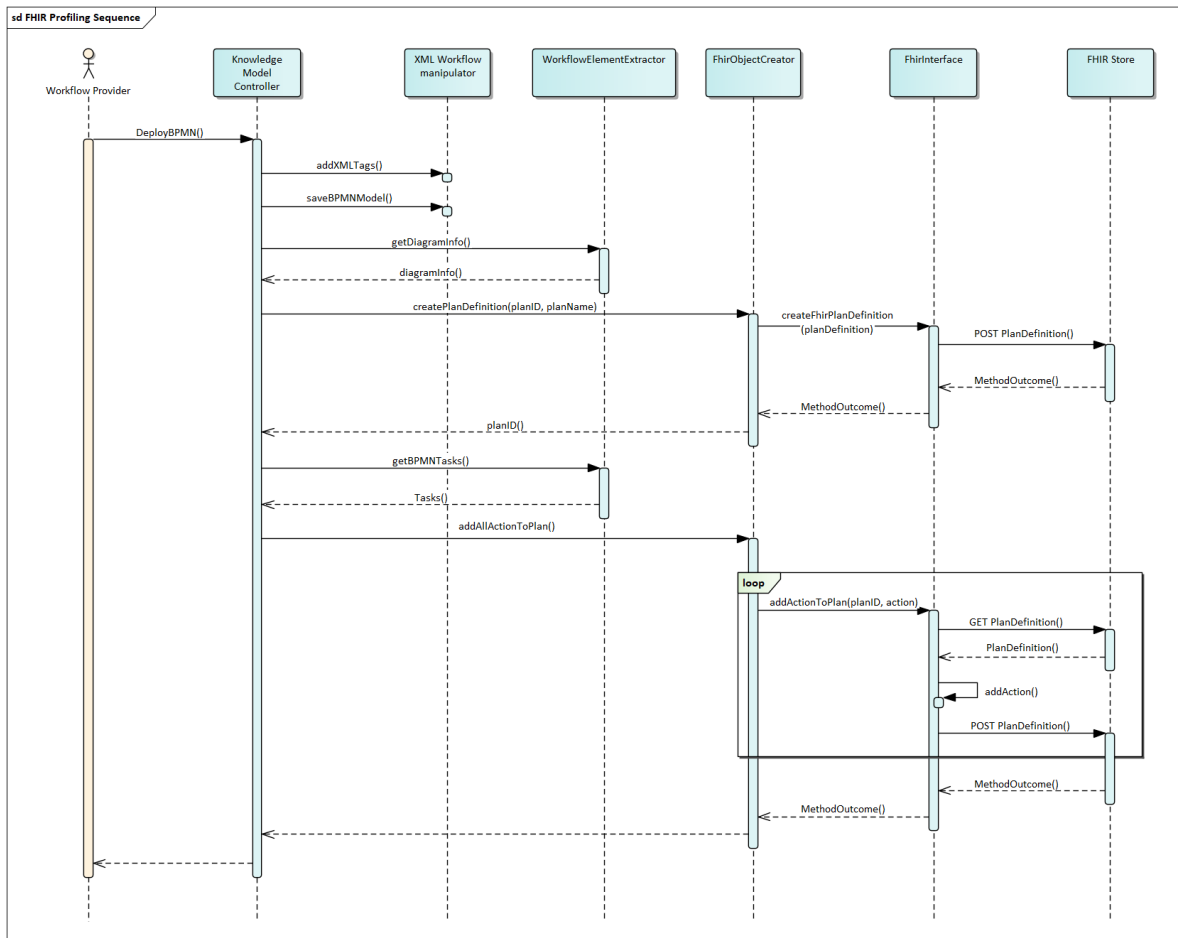 sd FHIR Profiling Sequence
Workflow Provider
Knowledge
Model
Controller
XML Workflow
manipulator
WorkflowElementExtractor
FhirObjectCreator
FhirInterface
FHIR Store
DeployBPMN()
addXMLTags()
saveBPMNModel()
getDiagramInfo()
diagramInfo()
createPlanDefinition(planID, planName)
createFhirPlanDefinition
(planDefinition)
POST PlanDefinition()
MethodOutcome()
MethodOutcome()
planID()
getBPMNTasks()
Tasks()
addAllActionToPlan()
loop
addActionToPlan(planID, action)
GET PlanDefinition()
PlanDefinition()
addAction()
POST PlanDefinition()
MethodOutcome()
MethodOutcome()